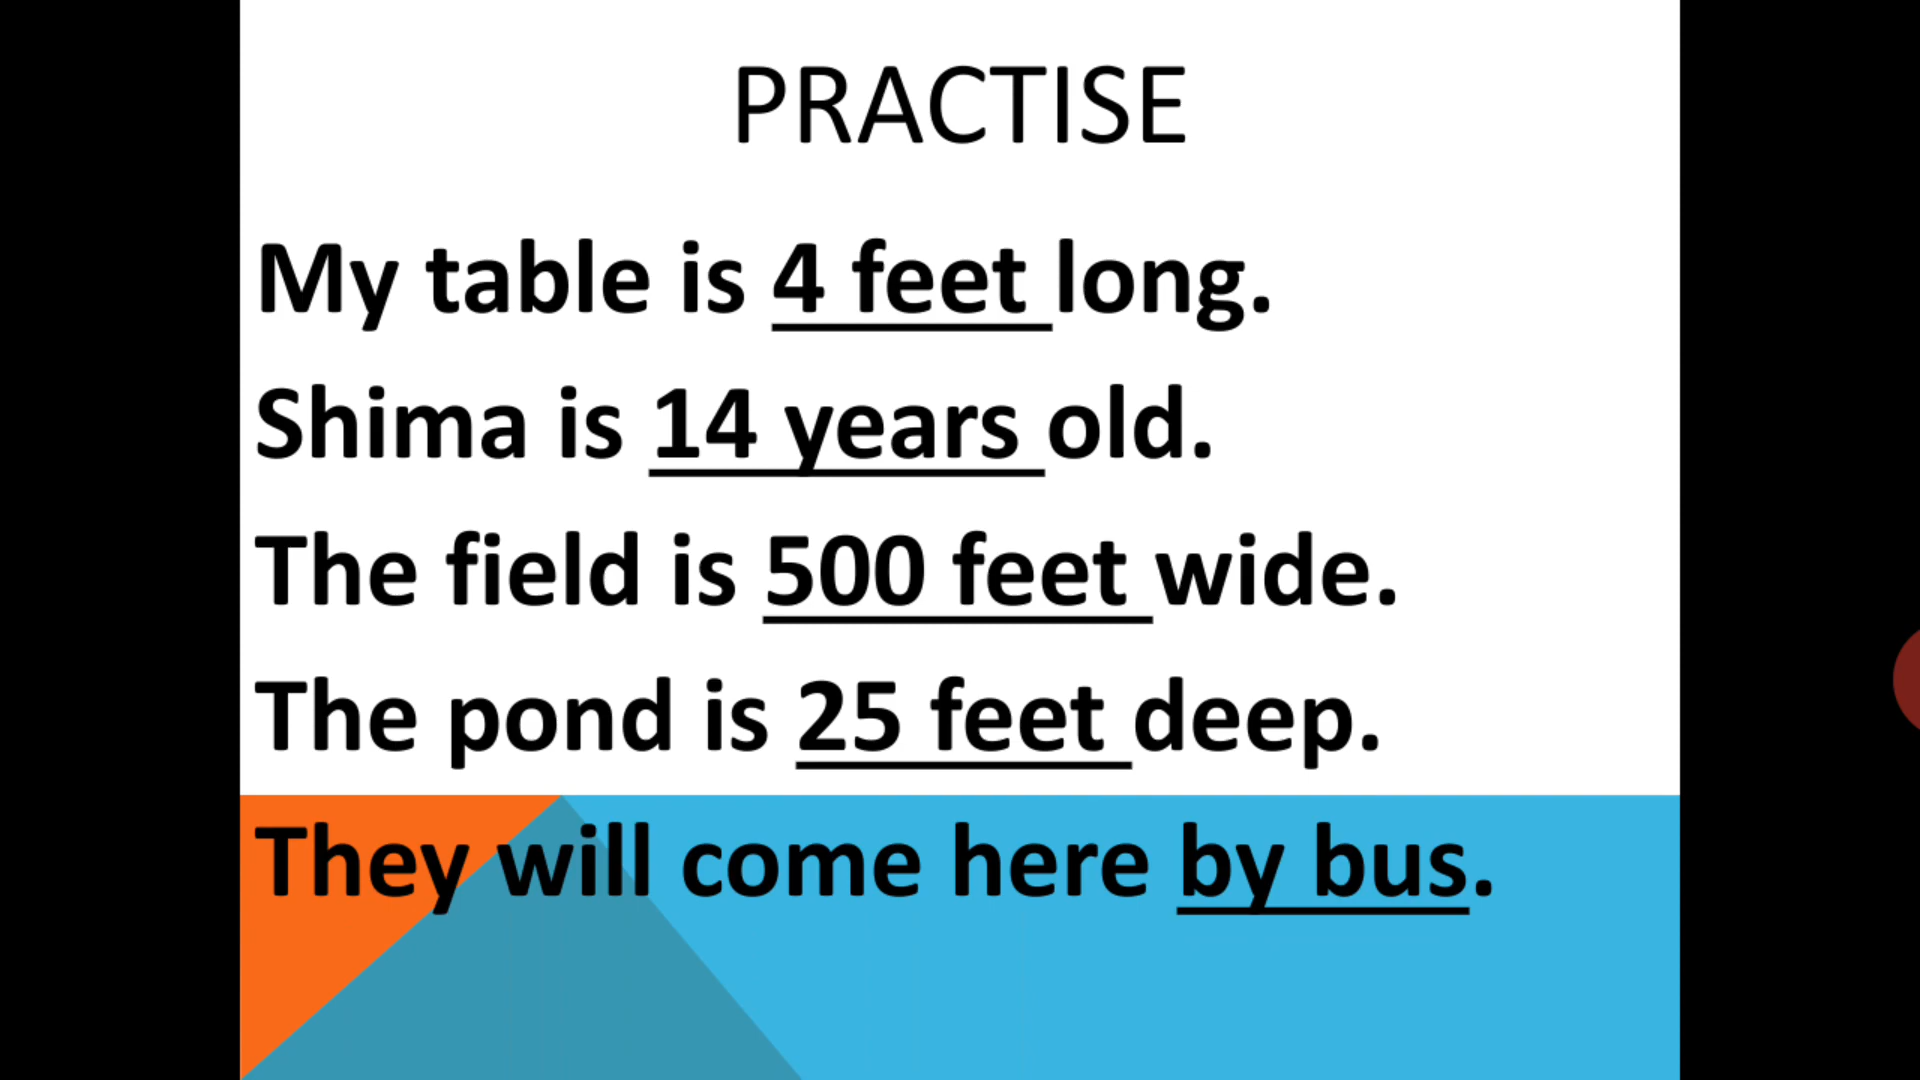 PRACTISE
My table is 4 feet long.
Shima is 14 years old.
The field is 500 feet wide.
The pond is 25 feet deep.
They will come here by bus.